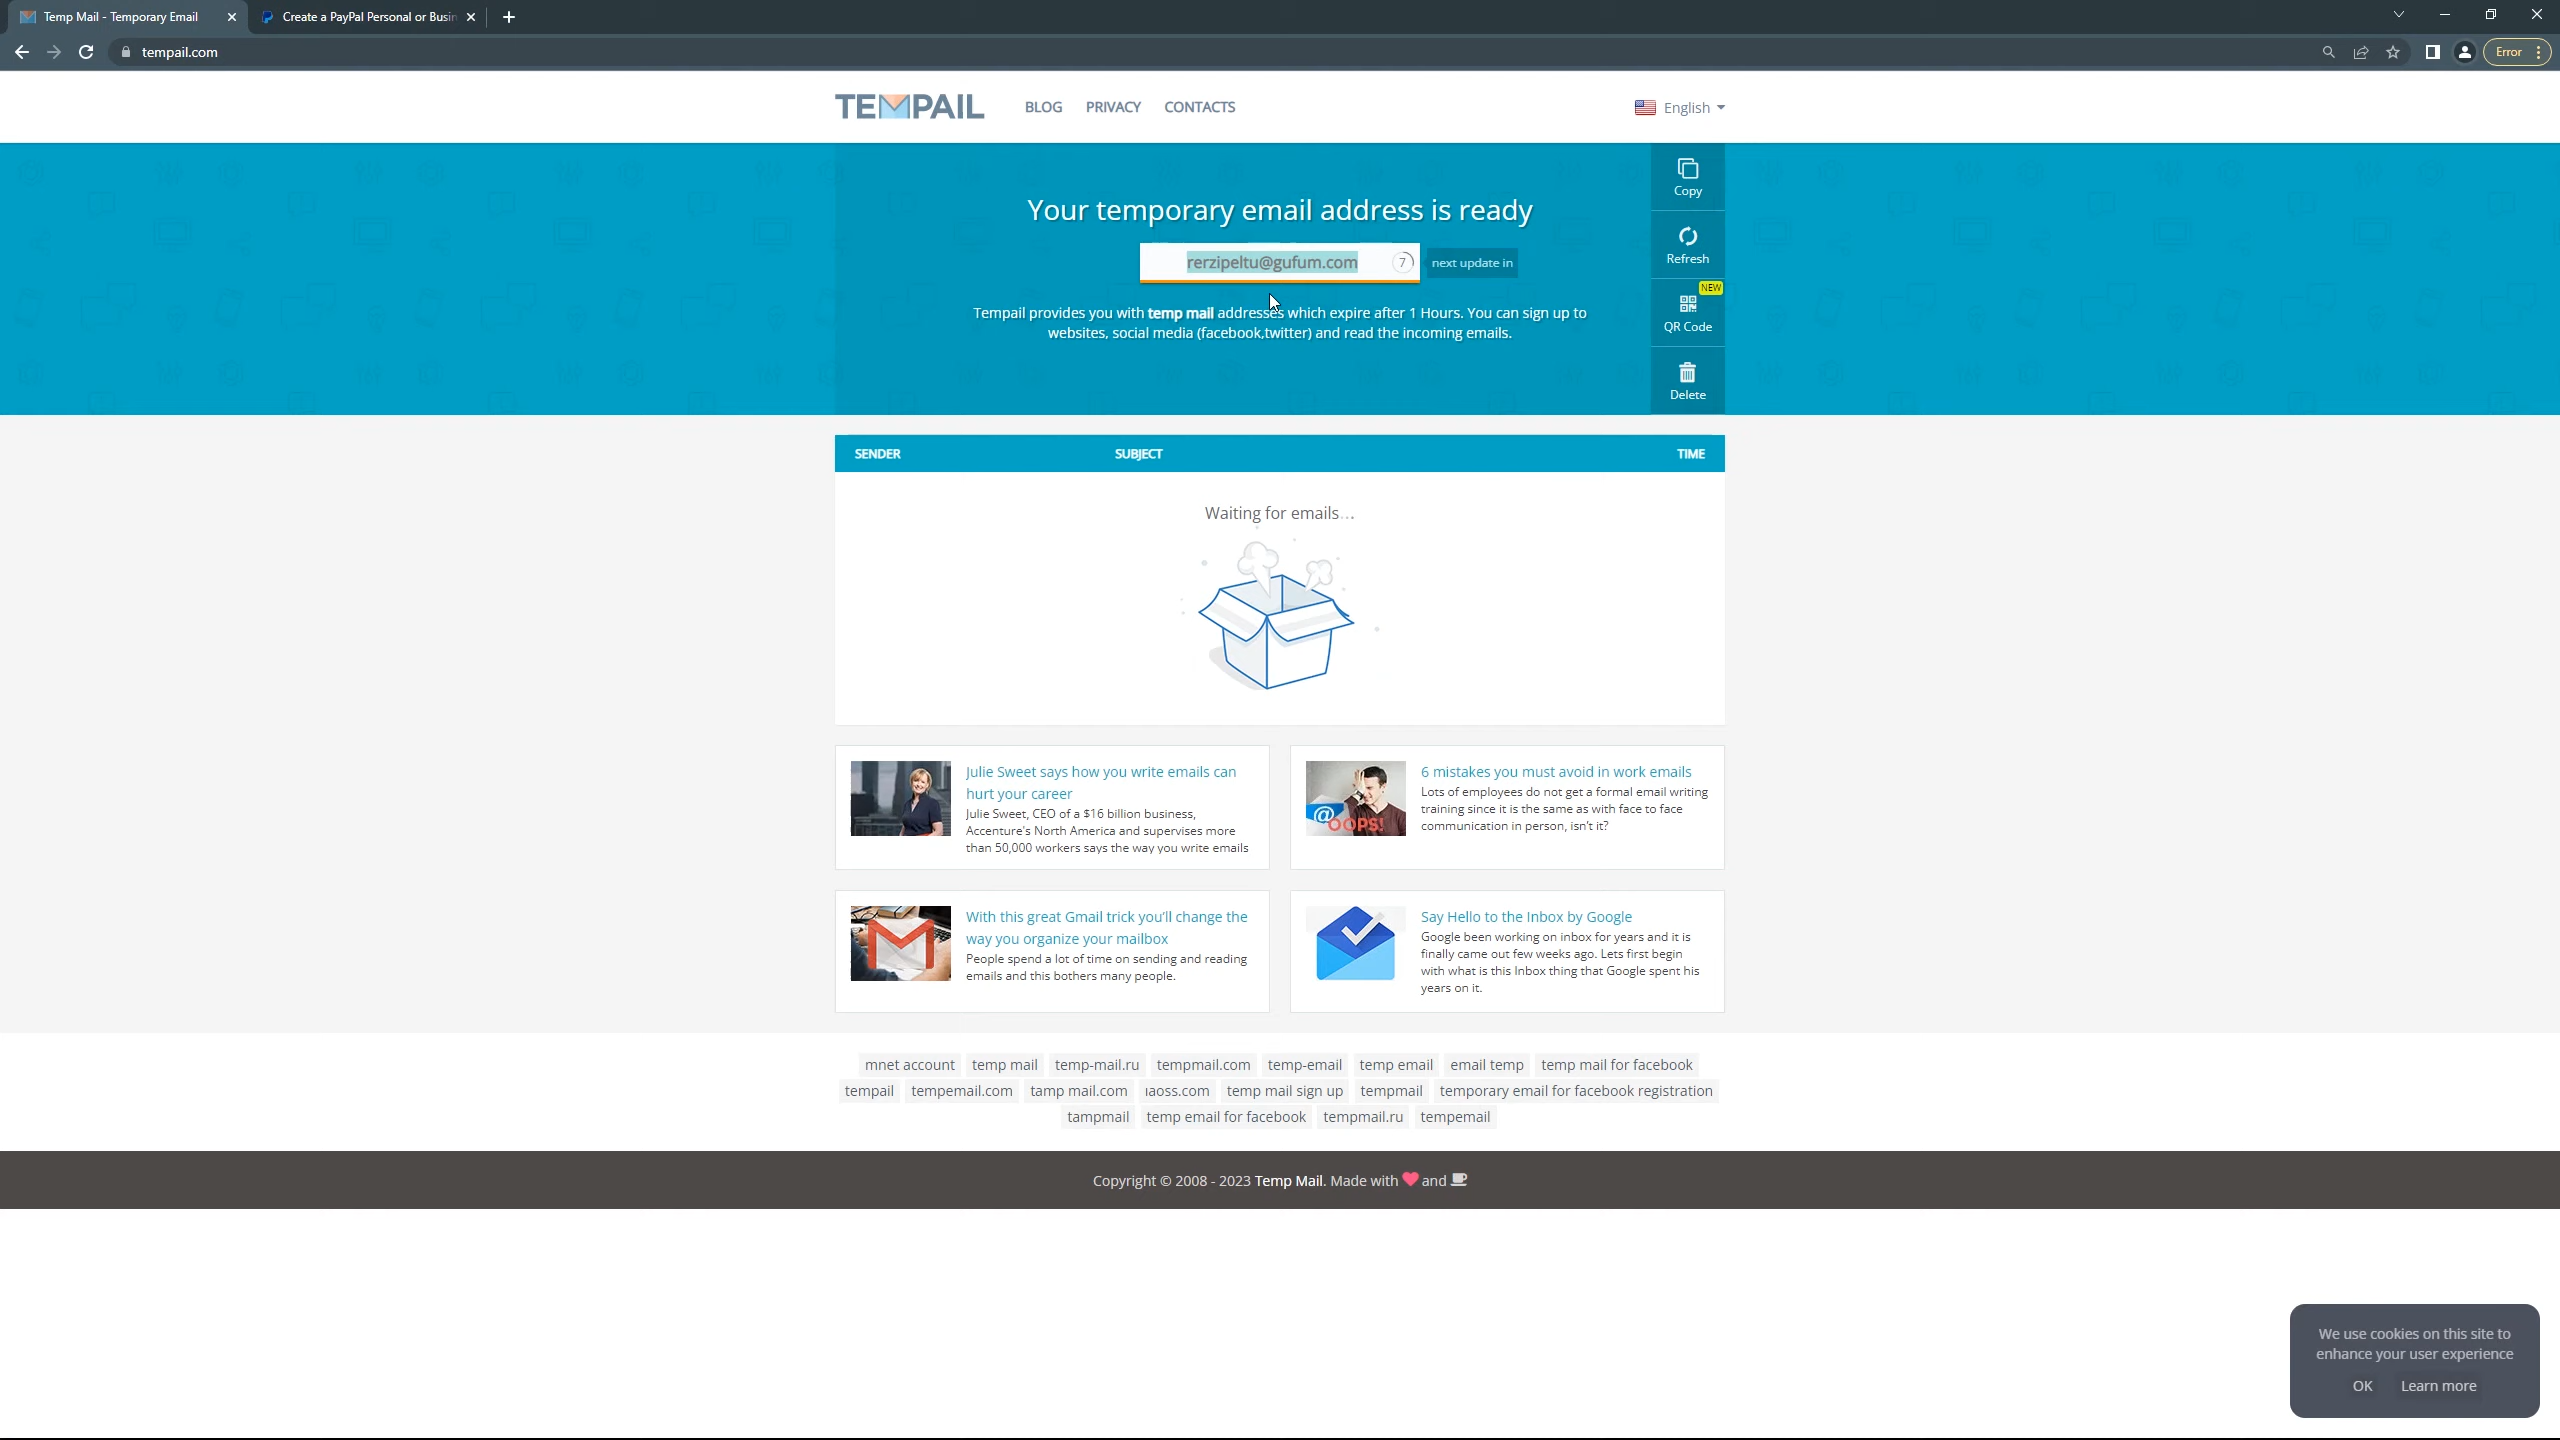 Temp Mail - Temporary Email
Create a PayPal Personal or Busin
tempail.com
Error
TEMPAIL
BLOG
PRIVACY
CONTACTS
English
Copy
Your temporary email address is ready
Refresh
rerzipeltu@gufum.com
7
next update in
NEW
QR Code
Tempail provides you with temp mail addresses which expire after 1 Hours. You can sign up to
websites, social media (facebook,twitter) and read the incoming emails.
Delete
SENDER
SUBJECT
TIME
Waiting for emails...
Julie Sweet says how you write emails can
hurt your career
Julie Sweet, CEO of a $16 billion business,
Accenture's North America and supervises more
than 50,000 workers says the way you write emails
@
OOPS!
6 mistakes you must avoid in work emails
Lots of employees do not get a formal email writing
training since it is the same as with face to face
communication in person, isn't it?
With this great Gmail trick you'll change the
way you organize your mailbox
People spend a lot of time on sending and reading
emails and this bothers many people.
Say Hello to the Inbox by Google
Google been working on inbox for years and it is
finally came out few weeks ago. Lets first begin
with what is this Inbox thing that Google spent his
years on it.
mnet account temp mail temp-mail.ru tempmail.com temp-email temp email email temp temp mail for facebook
tempail tempemail.com tamp mail.com ıaoss.com temp mail sign up tempmail temporary email for facebook registration
tampmail temp email for facebook tempmail.ru tempemail
Copyright © 2008 - 2023 Temp Mail. Made with ❤ and
We use cookies on this site to
enhance your user experience
OK
Learn more